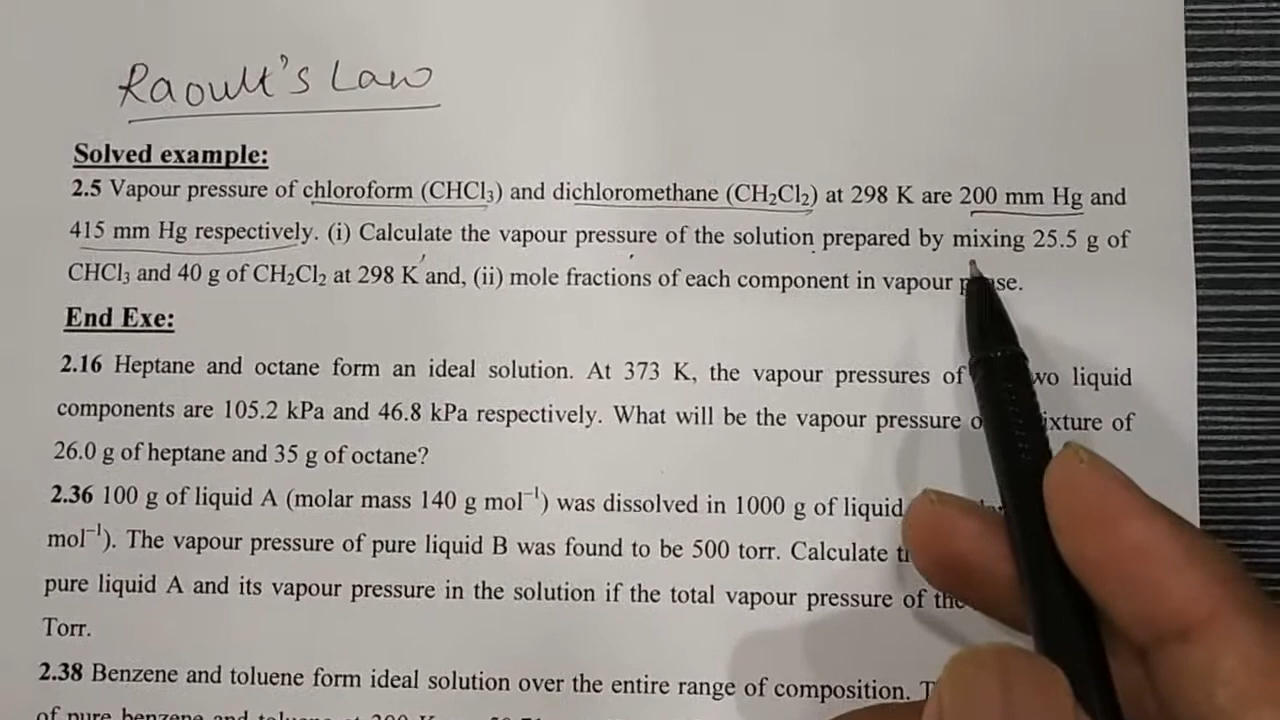 Raoult's Law
Solved example:
2.5 Vapour pressure of chloroform (CHCl₃) and dichloromethane (CH₂Cl₂) at 298 K are 200 mm Hg and
415 mm Hg respectively. (i) Calculate the vapour pressure of the solution prepared by mixing 25.5 g of
CHCl₃ and 40 g of CH₂Cl₂ at 298 K and, (ii) mole fractions of each component in vapour
End Exe:
2.16 Heptane and octane form an ideal solution. At 373 K, the vapour pressures of liquid
components are 105.2 kPa and 46.8 kPa respectively. What will be the vapour pressure of
26.0 g of heptane and 35 g of octane?
2.36 100 g of liquid A (molar mass 140 g mol⁻¹) was dissolved in 1000 g of liquid
mol⁻¹). The vapour pressure of pure liquid B was found to be 500 torr. Calculate
pure liquid A and its vapour pressure in the solution if the total vapour pressure of the
Torr.
2.38 Benzene and toluene form ideal solution over the entire range of composition.
of pure benzene and